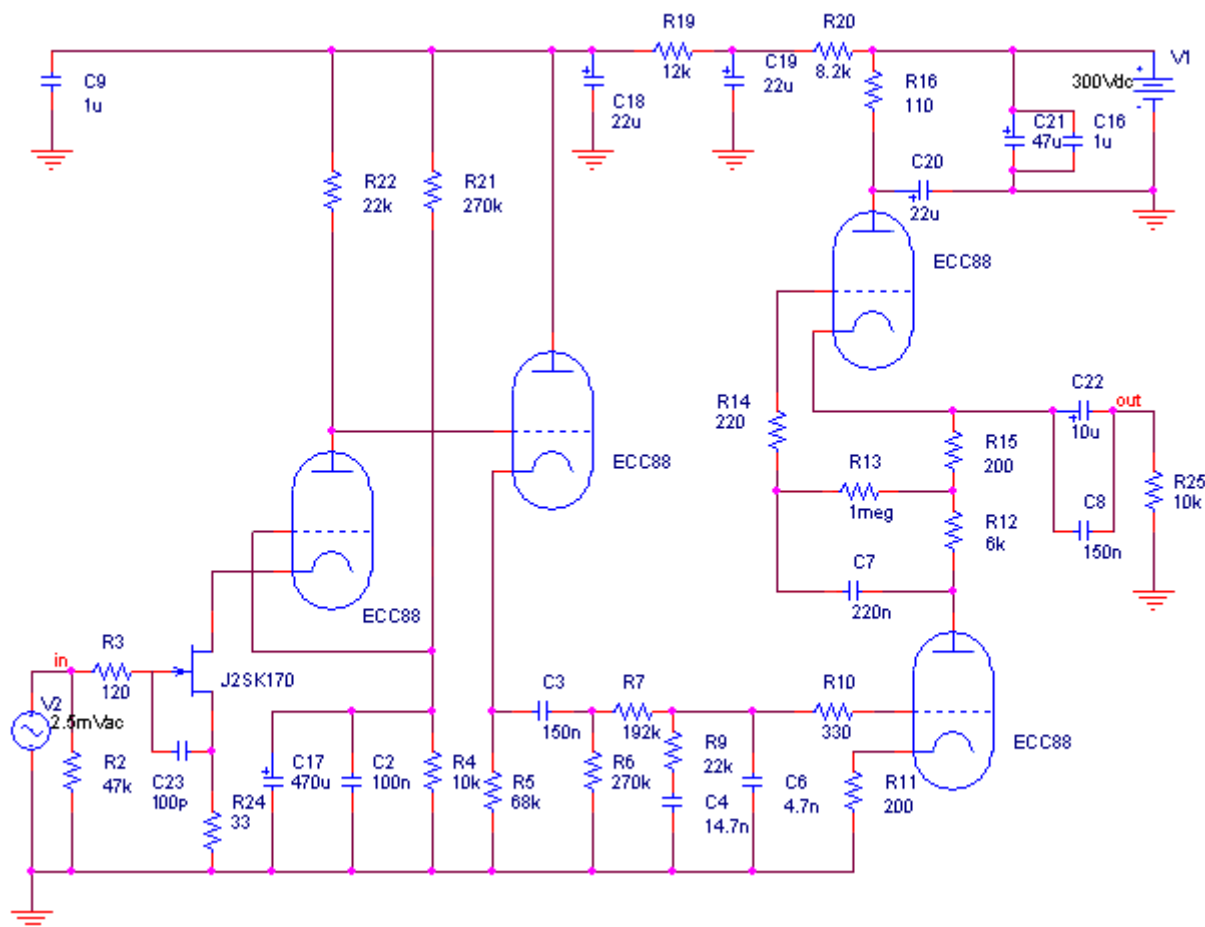 R19
12k
R20
8.2k
C9
1u
C18
22u
C19
22u
R16
110
V1
300Vdc
C21
47u
C16
1u
C20
22u
R22
22k
R21
270k
ECC88
R14
220
R13
1meg
R15
200
C22
10u
out
R25
10k
C8
150n
R12
6k
C7
220n
ECC88
ECC88
in
R3
120
J2SK170
V2
2.5mVac
R2
47k
C23
100p
R24
33
C17
470u
C2
100n
R4
10k
R5
68k
C3
150n
R6
270k
R7
192k
R9
22k
C4
14.7n
C6
4.7n
R10
330
R11
200
ECC88